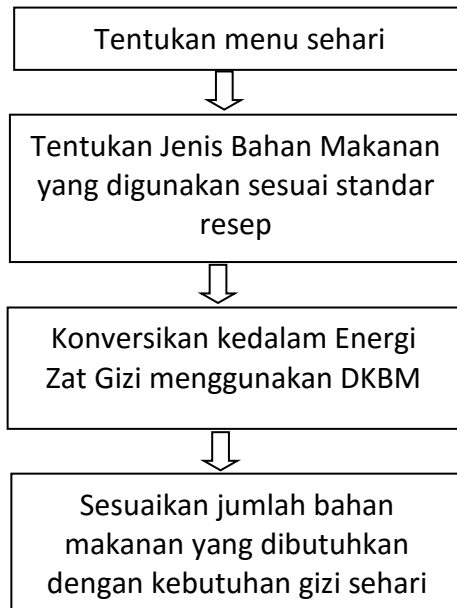 Tentukan menu sehari
Tentukan Jenis Bahan Makanan
yang digunakan sesuai standar
resep
Konversikan kedalam Energi
Zat Gizi menggunakan DKBM
Sesuaikan jumlah bahan
makanan yang dibutuhkan
dengan kebutuhan gizi sehari